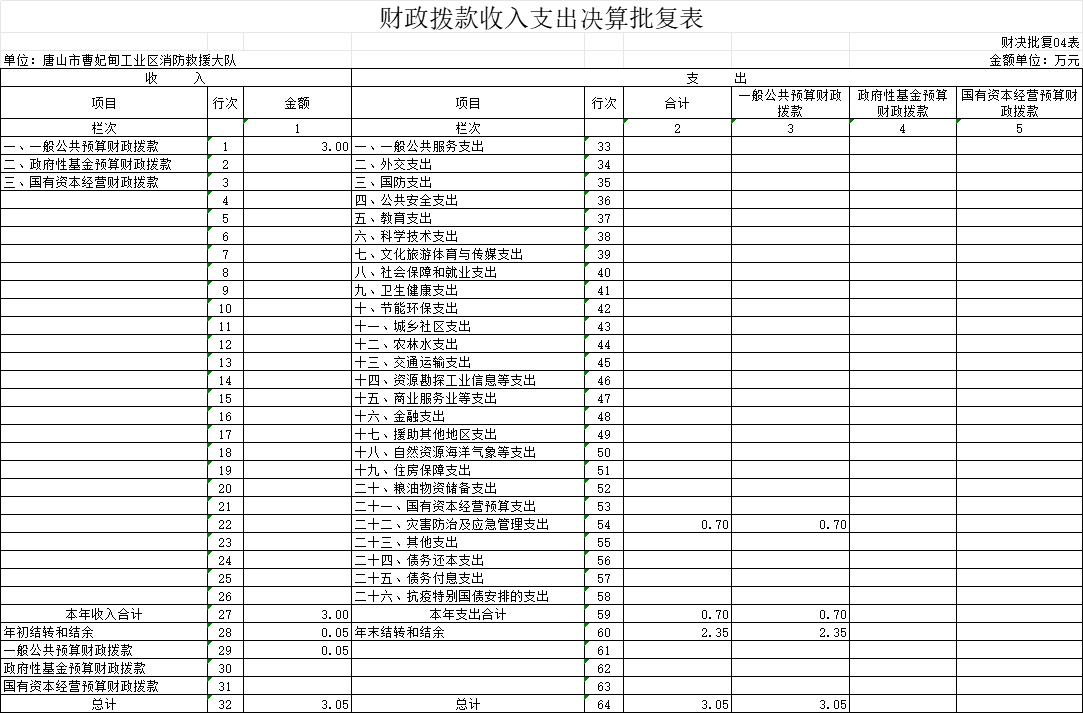 财政拨款收入支出决算批复表
财决批复04表
单位：唐山市曹妃甸工业区消防救援大队 金额单位：万元
收 入 支 出
项目 行次 金额 项目 行次 合计 一般公共预算财政拨款 政府性基金预算财政拨款 国有资本经营预算财政拨款
栏次 1 栏次 2 3 4 5
一、一般公共预算财政拨款 1 3.00 一、一般公共服务支出 33
二、政府性基金预算财政拨款 2 二、外交支出 34
三、国有资本经营财政拨款 3 三、国防支出 35
4 四、公共安全支出 36
5 五、教育支出 37
6 六、科学技术支出 38
7 七、文化旅游体育与传媒支出 39
8 八、社会保障和就业支出 40
9 九、卫生健康支出 41
10 十、节能环保支出 42
11 十一、城乡社区支出 43
12 十二、农林水支出 44
13 十三、交通运输支出 45
14 十四、资源勘探工业信息等支出 46
15 十五、商业服务业等支出 47
16 十六、金融支出 48
17 十七、援助其他地区支出 49
18 十八、自然资源海洋气象等支出 50
19 十九、住房保障支出 51
20 二十、粮油物资储备支出 52
21 二十一、国有资本经营预算支出 53
22 二十二、灾害防治及应急管理支出 54 0.70 0.70
23 二十三、其他支出 55
24 二十四、债务还本支出 56
25 二十五、债务付息支出 57
26 二十六、抗疫特别国债安排的支出 58
本年收入合计 27 3.00 本年支出合计 59 0.70 0.70
年初结转和结余 28 0.05 年末结转和结余 60 2.35 2.35
一般公共预算财政拨款 29 0.05 61
政府性基金预算财政拨款 30 62
国有资本经营预算财政拨款 31 63
总计 32 3.05 总计 64 3.05 3.05